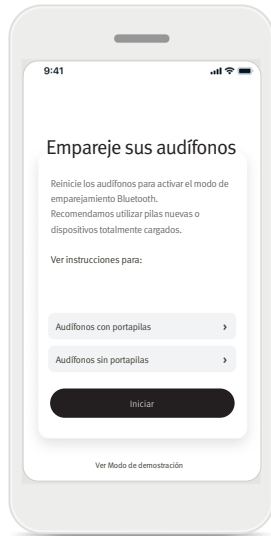 9:41
Empareje sus audífonos
Reinicie los audífonos para activar el modo de
emparejamiento Bluetooth.
Recomendamos utilizar pilas nuevas o
dispositivos totalmente cargados.
Ver instrucciones para:
Audífonos con portapilas
Audífonos sin portapilas
Iniciar
Ver Modo de demostración